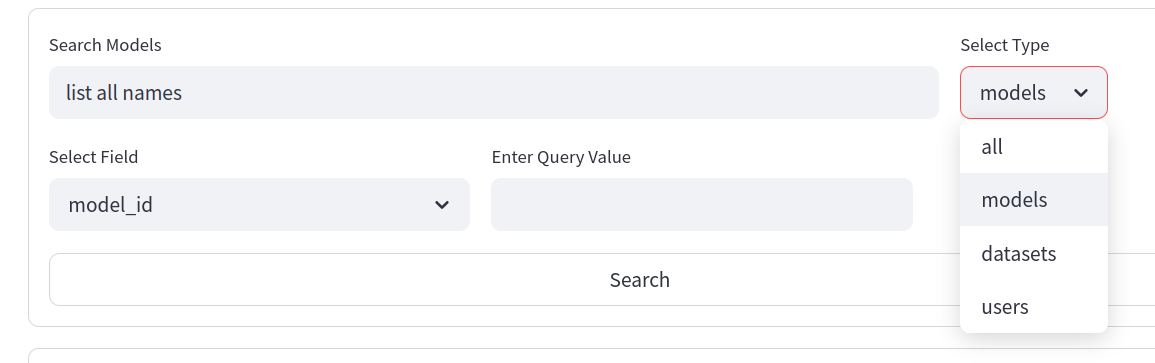 Search Models
Select Type
list all names
models
all
Select Field
Enter Query Value
model_id
models
datasets
Search
users